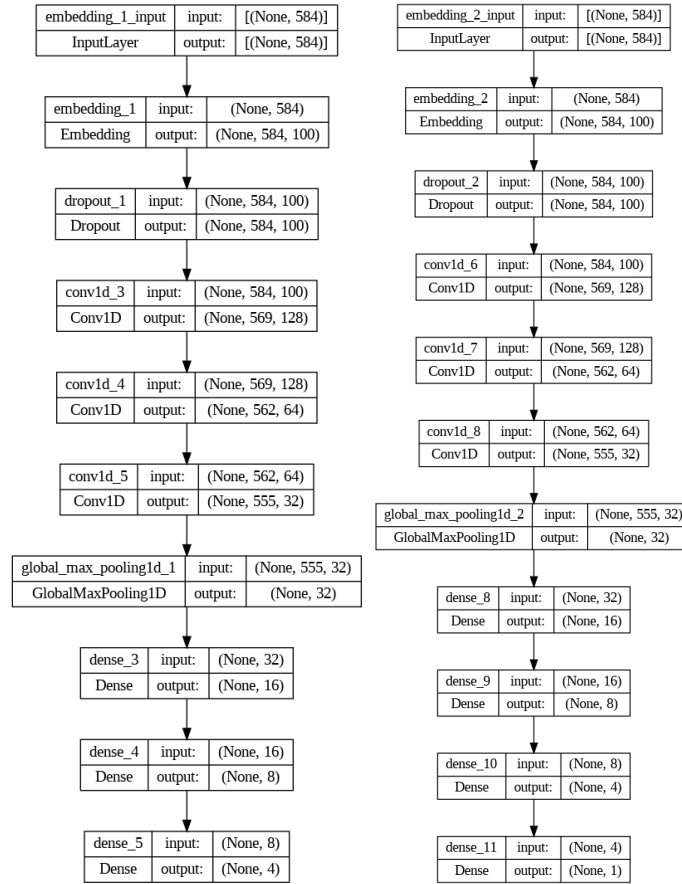 embedding_1_input input: [(None, 584)]
InputLayer output: [(None, 584)]
embedding_1 input: (None, 584)
Embedding output: (None, 584, 100)
dropout_1 input: (None, 584, 100)
Dropout output: (None, 584, 100)
conv1d_3 input: (None, 584, 100)
Conv1D output: (None, 569, 128)
conv1d_4 input: (None, 569, 128)
Conv1D output: (None, 562, 64)
conv1d_5 input: (None, 562, 64)
Conv1D output: (None, 555, 32)
global_max_pooling1d_1 input: (None, 555, 32)
GlobalMaxPooling1D output: (None, 32)
dense_3 input: (None, 32)
Dense output: (None, 16)
dense_4 input: (None, 16)
Dense output: (None, 8)
dense_5 input: (None, 8)
Dense output: (None, 4)
embedding_2_input input: [(None, 584)]
InputLayer output: [(None, 584)]
embedding_2 input: (None, 584)
Embedding output: (None, 584, 100)
dropout_2 input: (None, 584, 100)
Dropout output: (None, 584, 100)
conv1d_6 input: (None, 584, 100)
Conv1D output: (None, 569, 128)
conv1d_7 input: (None, 569, 128)
Conv1D output: (None, 562, 64)
conv1d_8 input: (None, 562, 64)
Conv1D output: (None, 555, 32)
global_max_pooling1d_2 input: (None, 555, 32)
GlobalMaxPooling1D output: (None, 32)
dense_8 input: (None, 32)
Dense output: (None, 16)
dense_9 input: (None, 16)
Dense output: (None, 8)
dense_10 input: (None, 8)
Dense output: (None, 4)
dense_11 input: (None, 4)
Dense output: (None, 1)